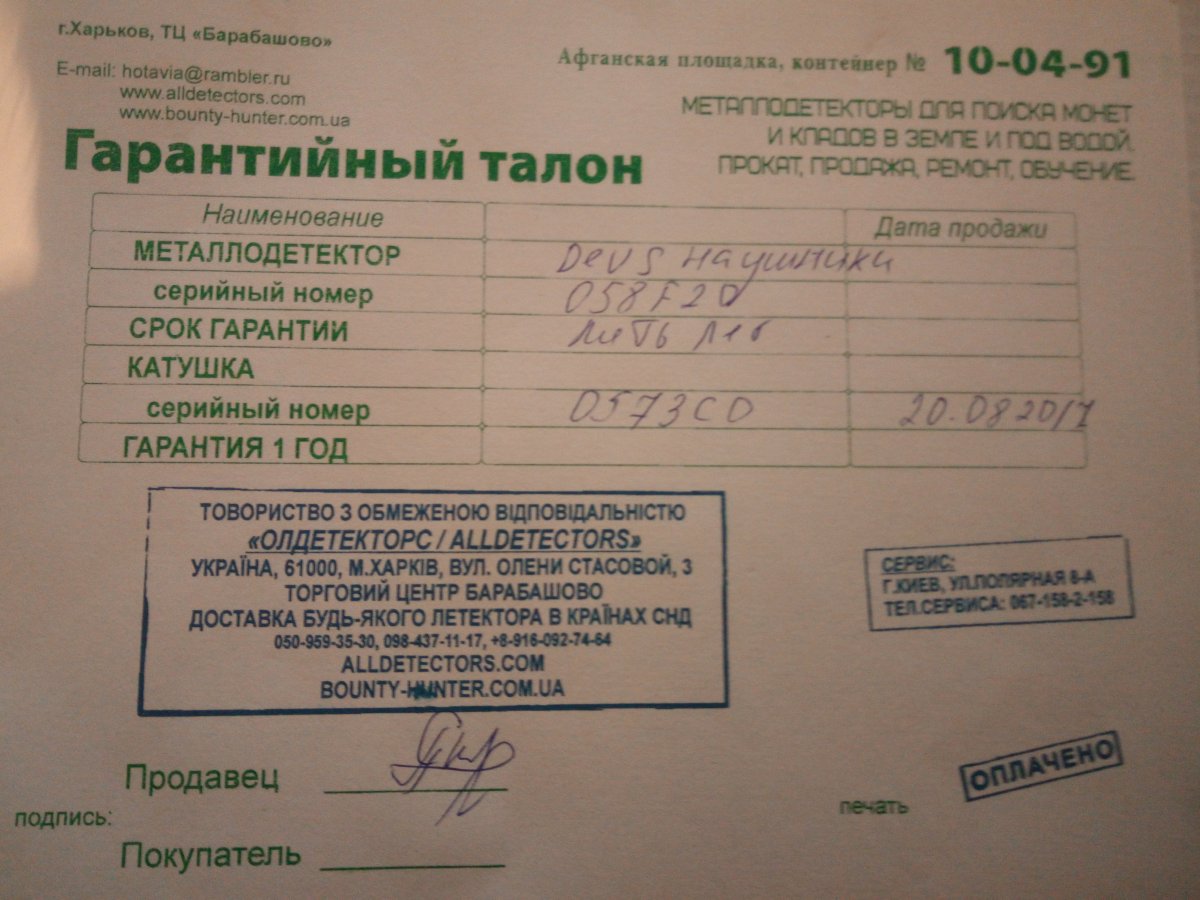 г.Харьков, ТЦ «Барабашово»
Афганская площадка, контейнер № 10-04-91
E-mail: hotavia@rambler.ru
www.alldetectors.com
www.bounty-hunter.com.ua
МЕТАЛЛОДЕТЕКТОРЫ ДЛЯ ПОИСКА МОНЕТ
И КЛАДОВ В ЗЕМЛЕ И ПОД ВОДОЙ.
ПРОКАТ, ПРОДАЖА, РЕМОНТ, ОБУЧЕНИЕ.
Гарантийный талон
Наименование Дата продажи
МЕТАЛЛОДЕТЕКТОР Deus наушники
серийный номер 058F20
СРОК ГАРАНТИИ пять лет
КАТУШКА
серийный номер 0573CD 20.08 2017
ГАРАНТИЯ 1 ГОД
ТОВОРИСТВО З ОБМЕЖЕНОЮ ВІДПОВІДАЛЬНІСТЮ
«ОЛДЕТЕКТОРС / ALLDETECTORS»
УКРАЇНА, 61000, М.ХАРКІВ, ВУЛ. ОЛЕНИ СТАСОВОЙ, 3
ТОРГОВИЙ ЦЕНТР БАРАБАШОВО
ДОСТАВКА БУДЬ-ЯКОГО ЛЕТЕКТОРА В КРАЇНАХ СНД
050-959-35-30, 098-437-11-17, +8-916-092-74-64
ALLDETECTORS.COM
BOUNTY-HUNTER.COM.UA
СЕРВИС:
Г.КИЕВ, УЛ.ПОЛЯРНАЯ 8-А
ТЕЛ.СЕРВИСА: 067-158-2-158
Продавец
ОПЛАЧЕНО
печать
подпись:
Покупатель